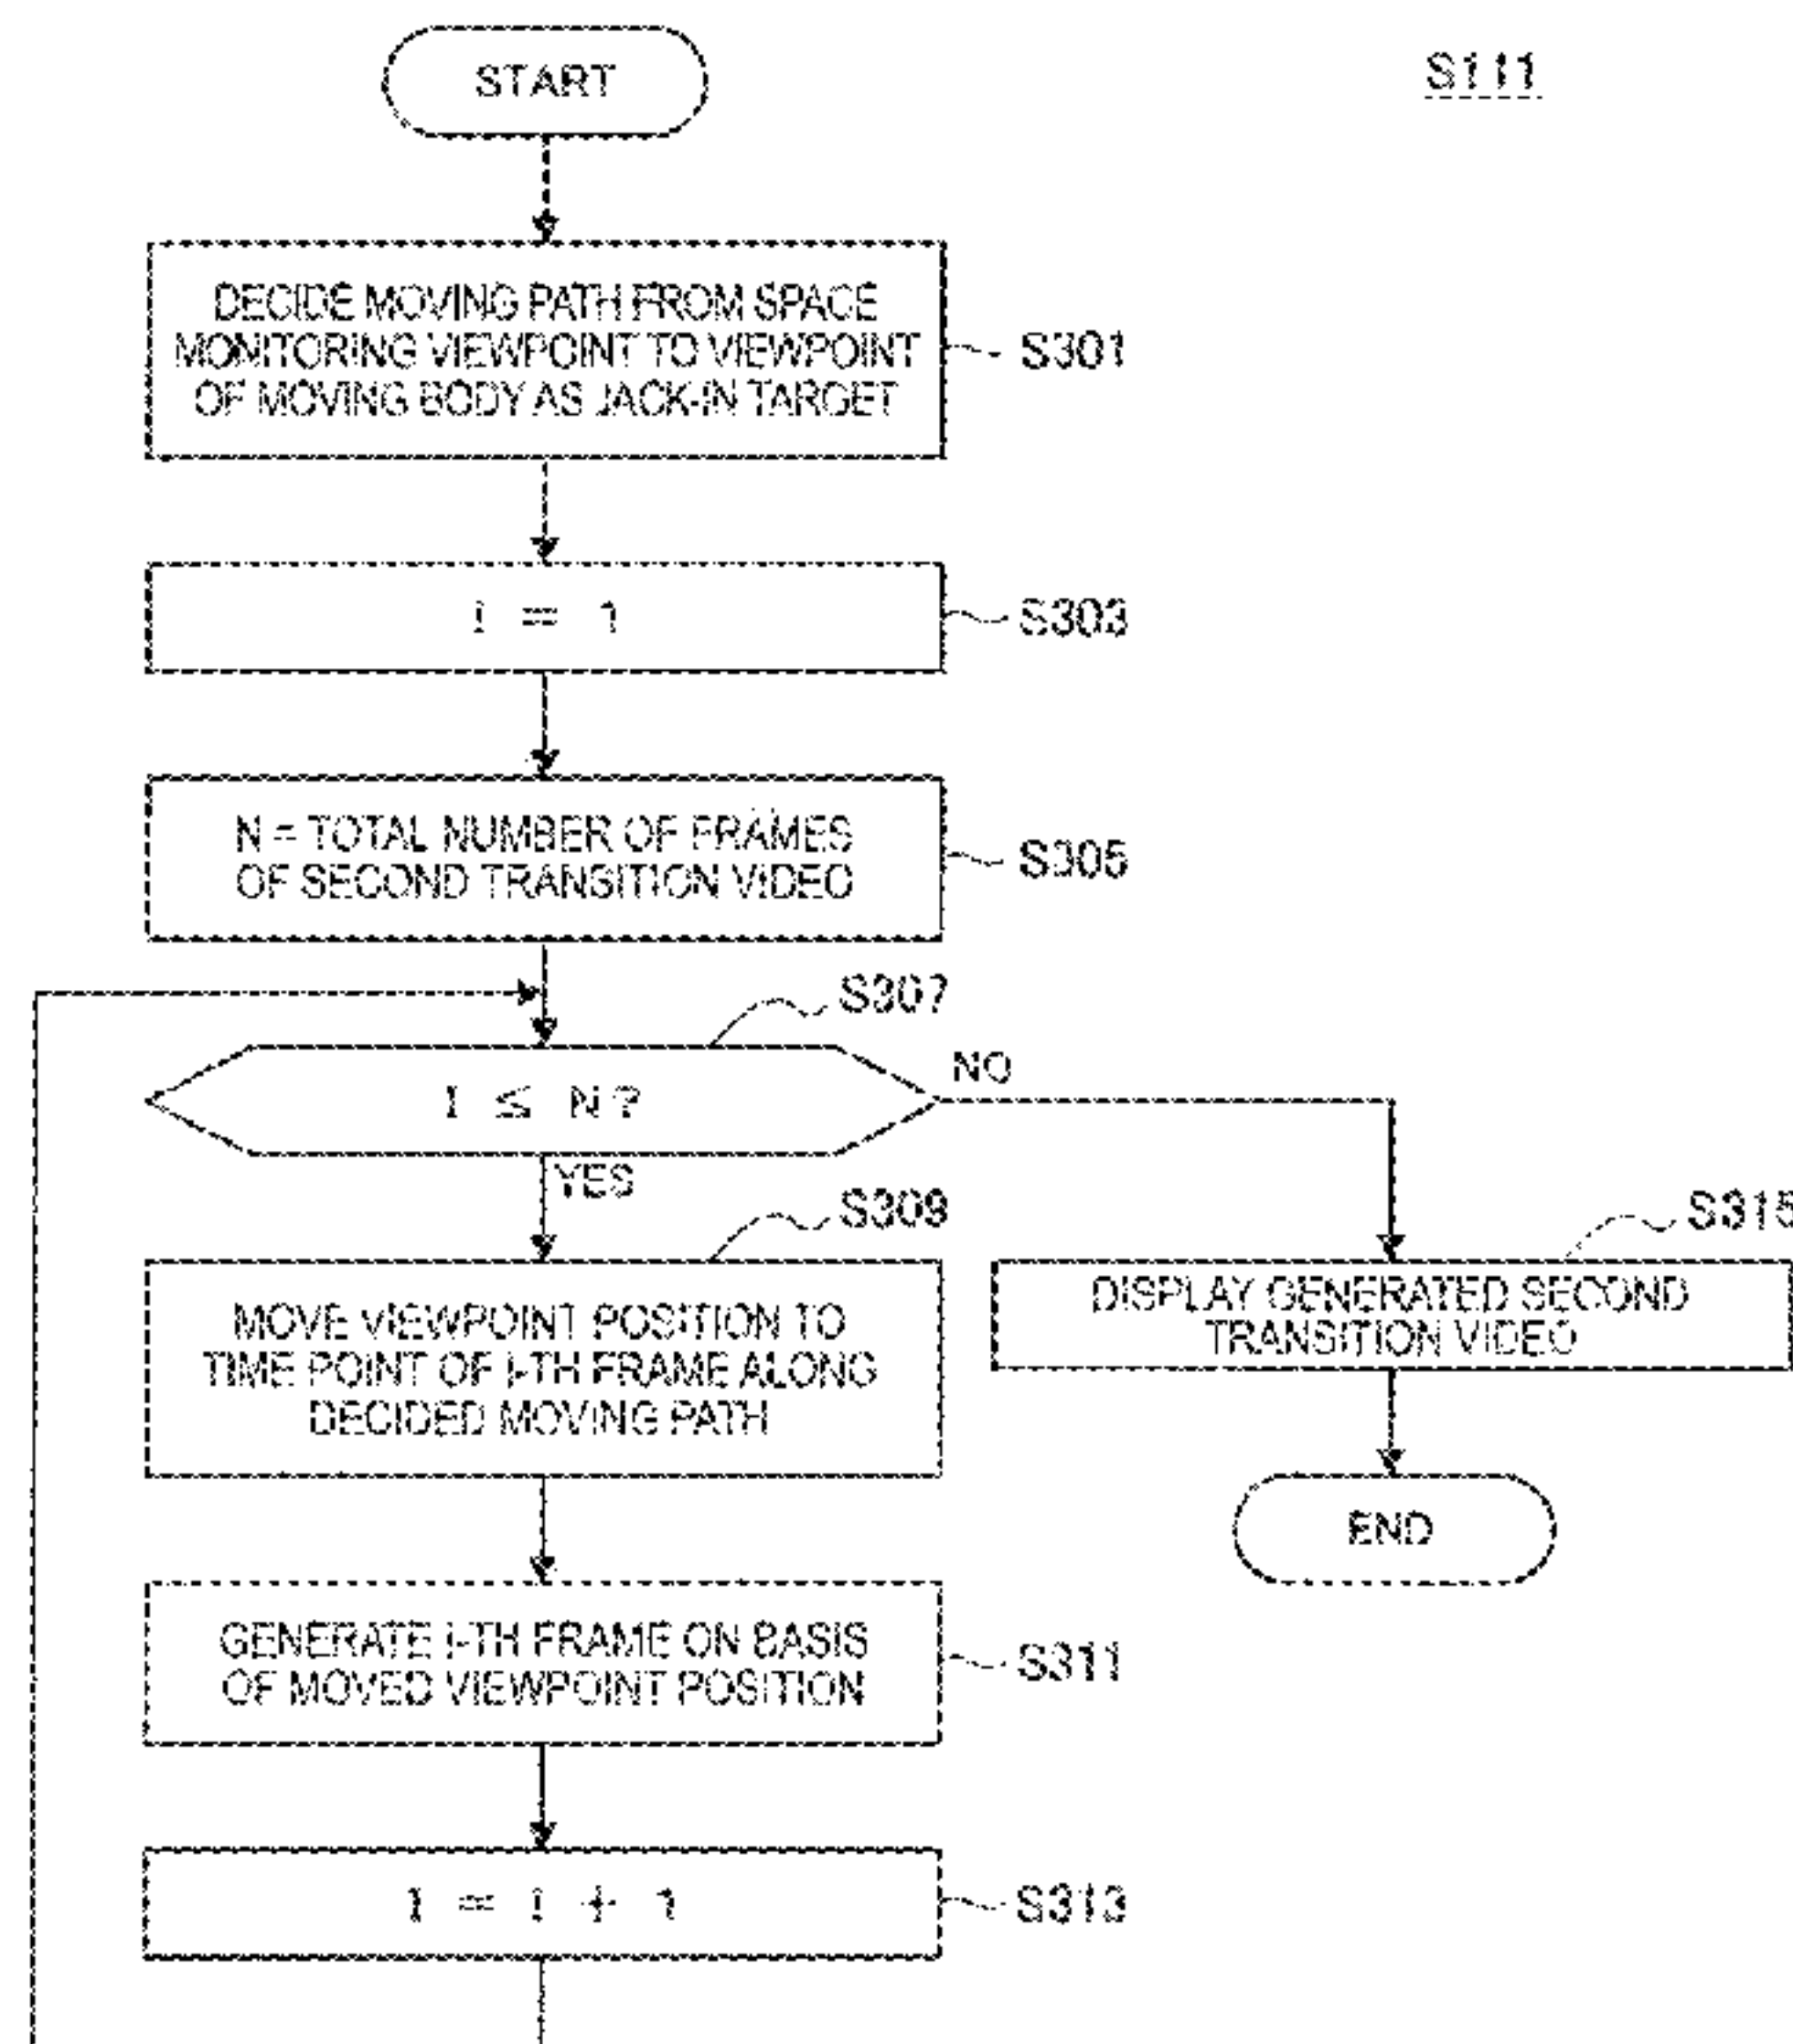 START
S111
DECIDE MOVING PATH FROM SPACE
MONITORING VIEWPOINT TO VIEWPOINT
OF MOVING BODY AS JACK-IN TARGET
S301
I = 1
S303
N = TOTAL NUMBER OF FRAMES
OF SECOND TRANSITION VIDEO
S305
S307
I ≤ N ?
NO
YES
S309
MOVE VIEWPOINT POSITION TO
TIME POINT OF I-TH FRAME ALONG
DECIDED MOVING PATH
S315
DISPLAY GENERATED SECOND
TRANSITION VIDEO
END
GENERATE I-TH FRAME ON BASIS
OF MOVED VIEWPOINT POSITION
S311
I = I + 1
S313